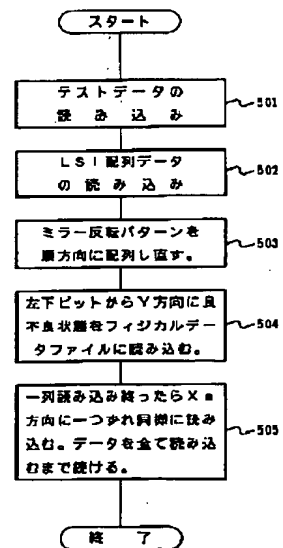 スタート
テストデータの
読み込み
501
LSI配列データ
の読み込み
502
ミラー反転パターンを
順方向に配列し直す。
503
左下ビットからY方向に良
不良状態をフィジカルデー
タファイルに読み込む。
504
一列読み込み終ったらXm
方向に一つずれ同様に読み
込む。データを全て読み込
むまで続ける。
505
終了